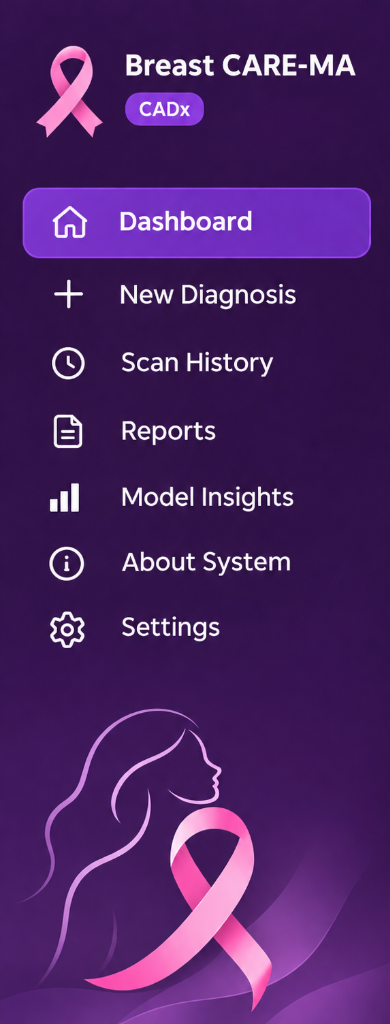 Breast CARE-MA
CADx
Dashboard
New Diagnosis
Scan History
Reports
Model Insights
About System
Settings